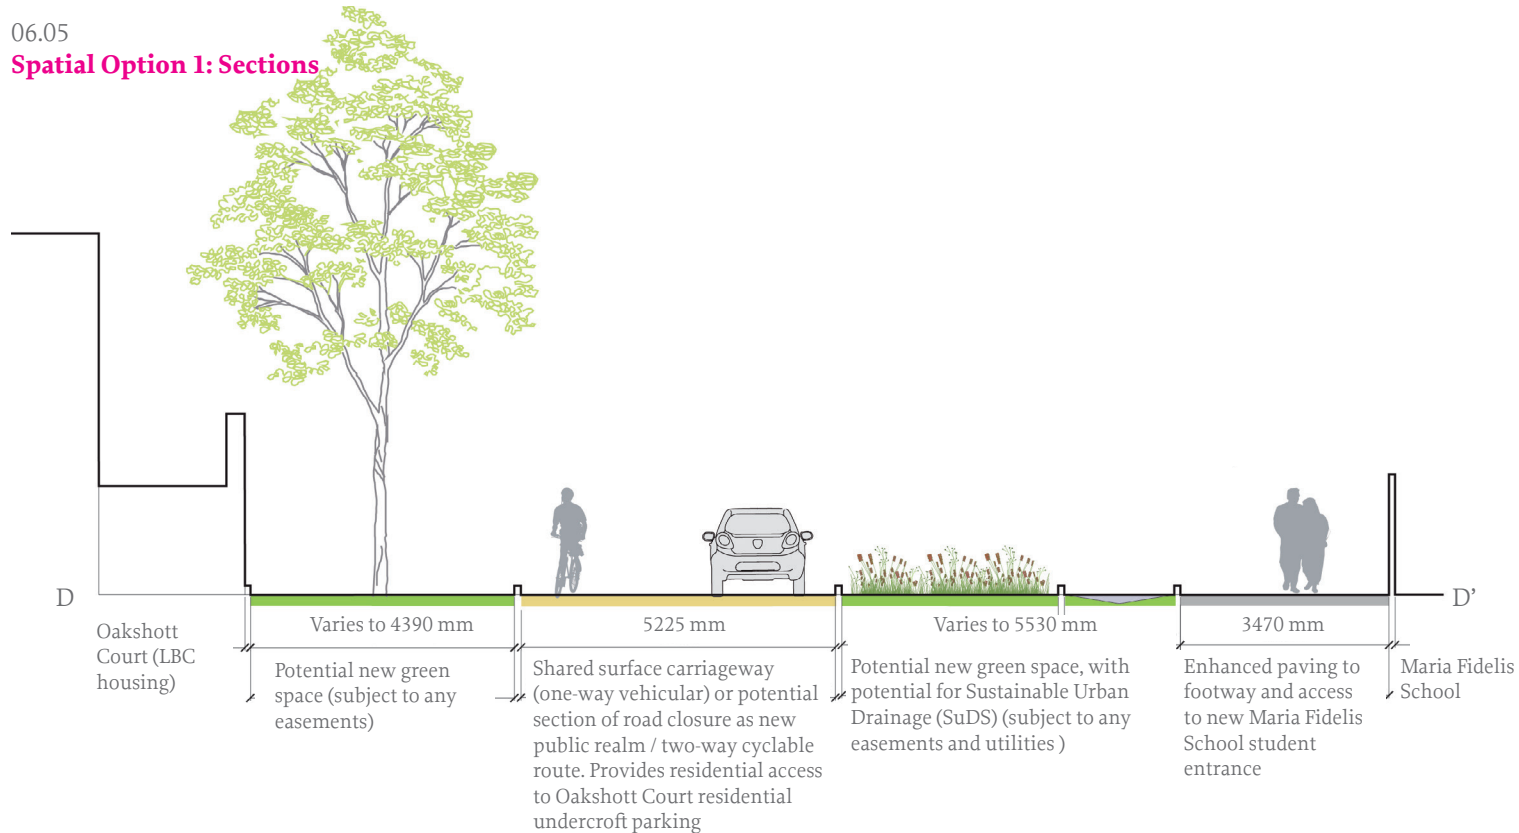 06.05
Spatial Option 1: Sections
D
D’
Oakshott
Court (LBC
housing)
Varies to 4390 mm
Potential new green
space (subject to any
easements)
5225 mm
Shared surface carriageway
(one-way vehicular) or potential
section of road closure as new
public realm / two-way cyclable
route. Provides residential access
to Oakshott Court residential
undercroft parking
Varies to 5530 mm
Potential new green space, with
potential for Sustainable Urban
Drainage (SuDS) (subject to any
easements and utilities )
3470 mm
Enhanced paving to
footway and access
to new Maria Fidelis
School student
entrance
Maria Fidelis
School